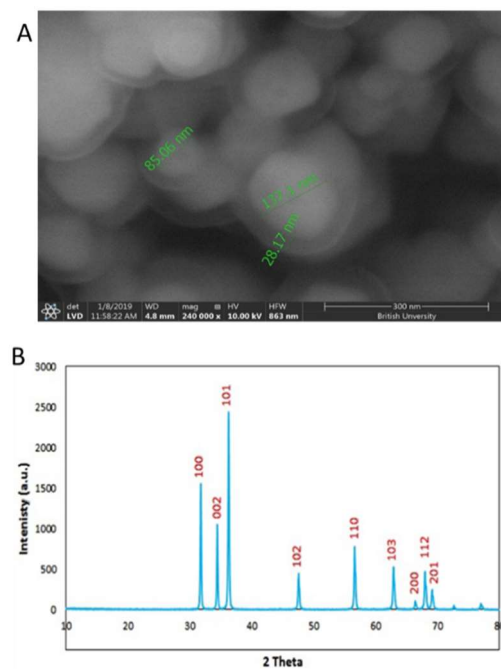 A
85.06 nm
nm
28.17 nm
det
1/8/2019
WD
mag
HV
HFW
300 nm
LVD
11:58:22 AM
4.8 mm
240 000 x
10.00 kV
863 nm
British Unversity
B
3000
2500
2000
1500
1000
500
0
Intenisty (a.u.)
100
002
101
102
110
103
200
112
201
10
20
30
40
50
60
70
80
2 Theta